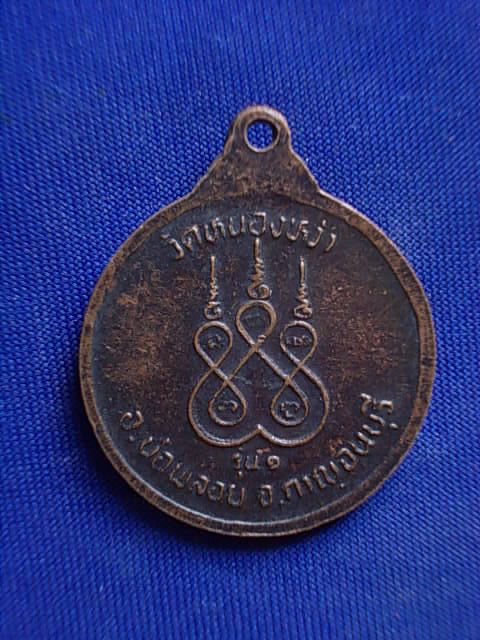 วัดหนองหว้า
รุ่น๑
อ.บ่อพลอย จ.กาญจนบุรี